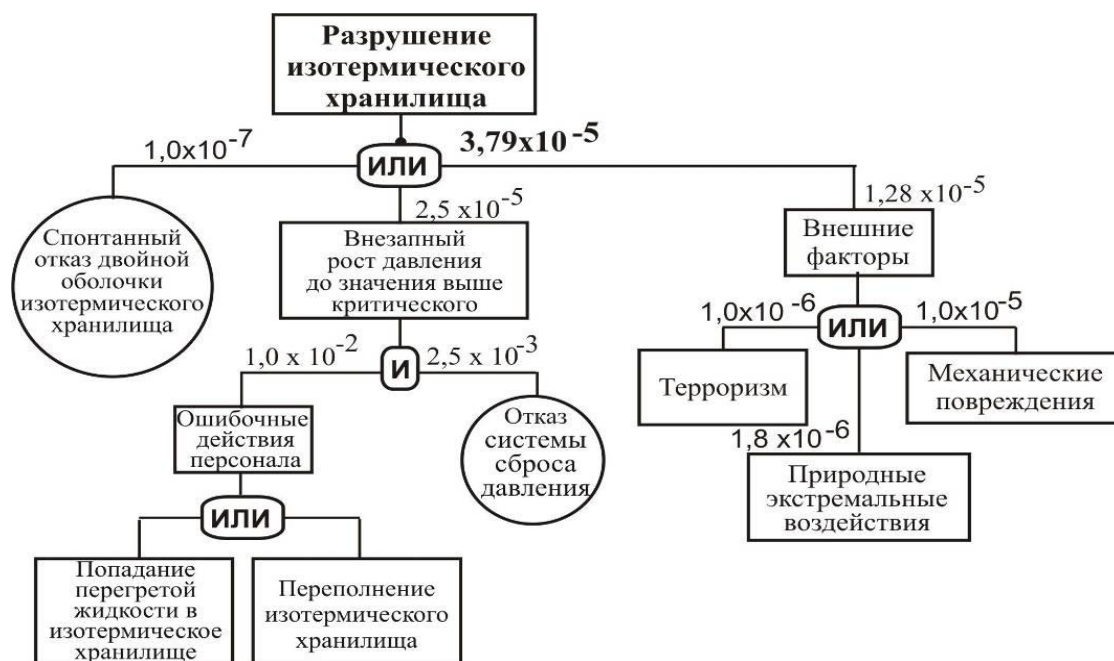 Разрушение
изотермического
хранилища
1,0x10-7
3,79x10 -5
ИЛИ
Спонтанный
отказ двойной
оболочки
изотермического
хранилища
2,5 x10-5
Внезапный
рост давления
до значения выше
критического
1,28 x10-5
Внешние
факторы
1,0 x 10-2
И
2,5 x 10-3
Ошибочные
действия
персонала
Отказ
системы
сброса
давления
ИЛИ
Попадание
перегретой
жидкости в
изотермическое
хранилище
Переполнение
изотермического
хранилища
1,0x10 -6
ИЛИ
1,0x10-5
Терроризм
Механические
повреждения
1,8 x10-6
Природные
экстремальные
воздействия